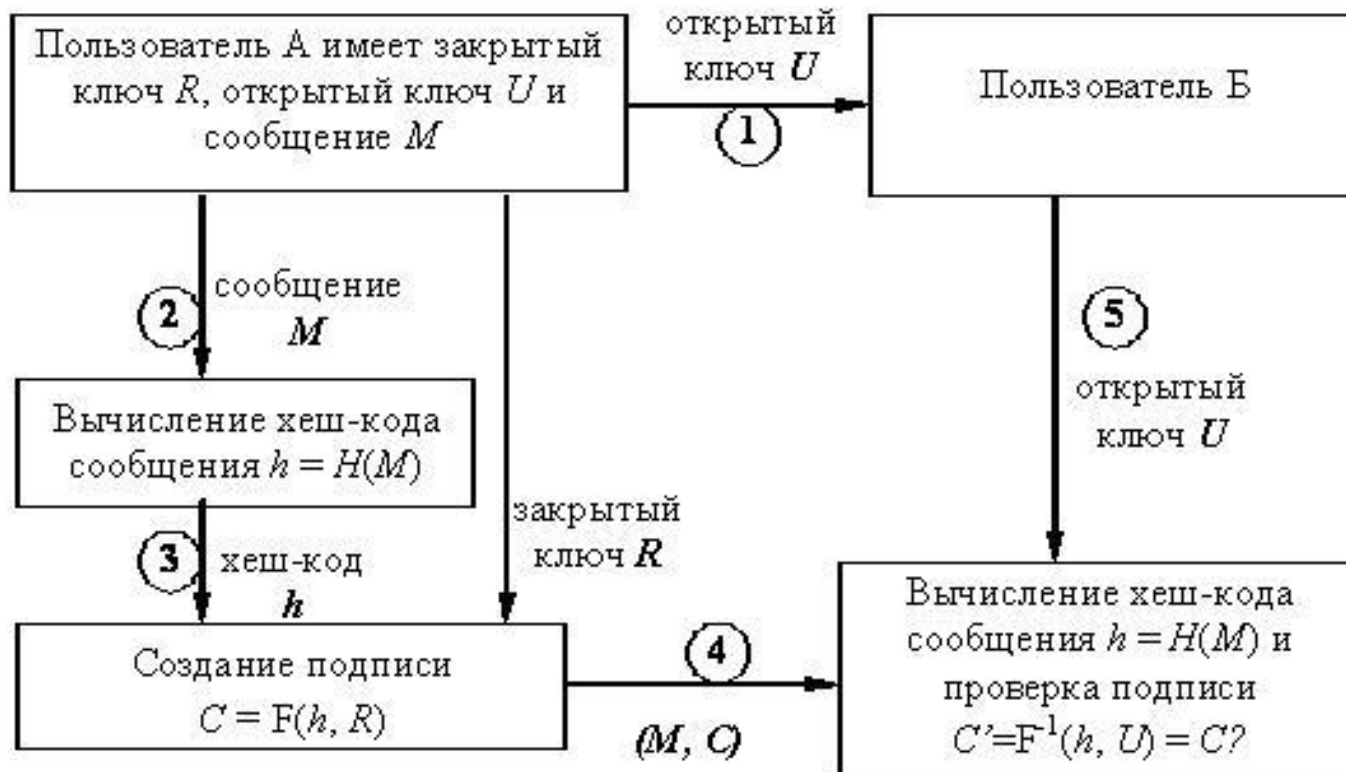 Пользователь А имеет закрытый
ключ R, открытый ключ U и
сообщение M
открытый
ключ U
1
Пользователь Б
2
сообщение
M
5
открытый
ключ U
Вычисление хеш-кода
сообщения h = H(M)
3
хеш-код
h
закрытый
ключ R
Создание подписи
C = F(h, R)
4
(M, C)
Вычисление хеш-кода
сообщения h = H(M) и
проверка подписи
C’=F⁻¹(h, U) = C?